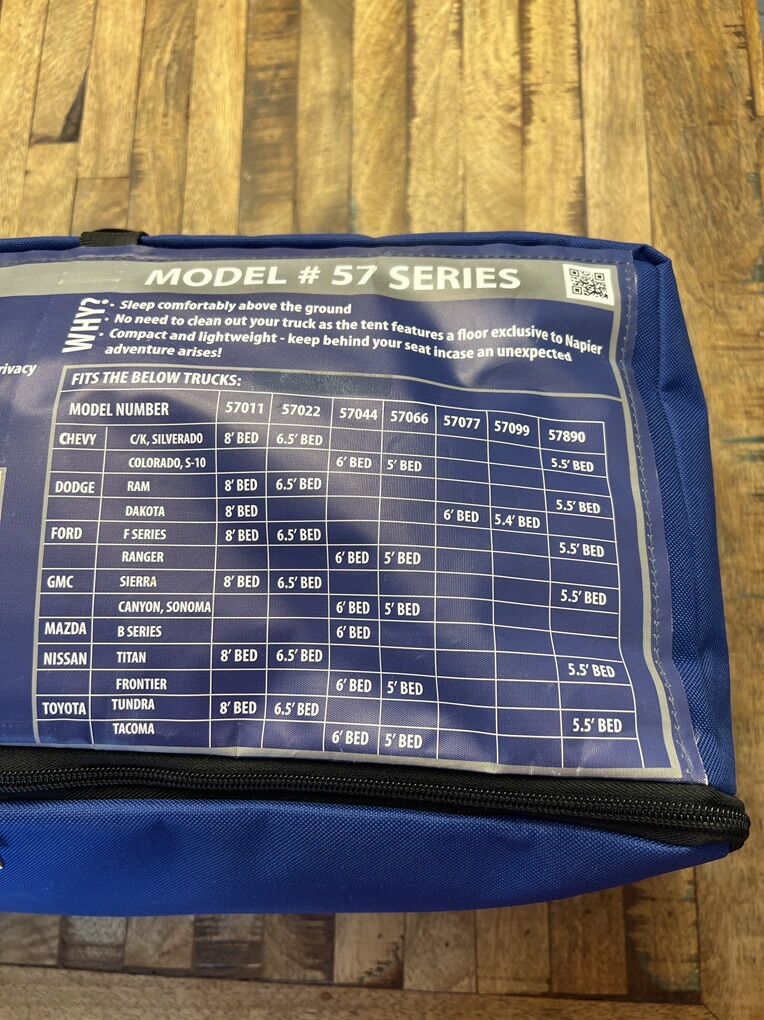 MODEL # 57 SERIES
WHY?
· Sleep comfortably above the ground
· No need to clean out your truck as the tent features a floor exclusive to Napier
· Compact and lightweight - keep behind your seat incase an unexpected
adventure arises!
rivacy
FITS THE BELOW TRUCKS:
MODEL NUMBER 57011 57022 57044 57066 57077 57099 57890
CHEVY C/K, SILVERADO 8' BED 6.5' BED 5.5' BED
COLORADO, S-10 6' BED 5' BED
DODGE RAM 8' BED 6.5' BED 5.5' BED
DAKOTA 8' BED 6' BED 5.4' BED
FORD F SERIES 8' BED 6.5' BED 5.5' BED
RANGER 6' BED 5' BED
GMC SIERRA 8' BED 6.5' BED 5.5' BED
CANYON, SONOMA 6' BED 5' BED
MAZDA B SERIES 6' BED
NISSAN TITAN 8' BED 6.5' BED 5.5' BED
FRONTIER 6' BED 5' BED
TOYOTA TUNDRA 8' BED 6.5' BED 5.5' BED
TACOMA 6' BED 5' BED